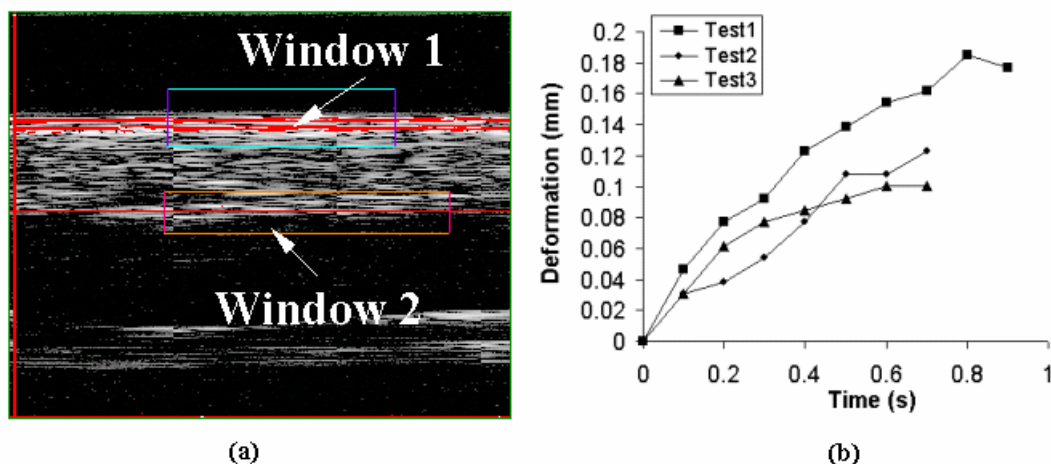 Window 1
Window 2
(a)
Test1
Test2
Test3
Deformation (mm)
0.2
0.18
0.16
0.14
0.12
0.1
0.08
0.06
0.04
0.02
0
0 0.2 0.4 0.6 0.8 1
Time (s)
(b)